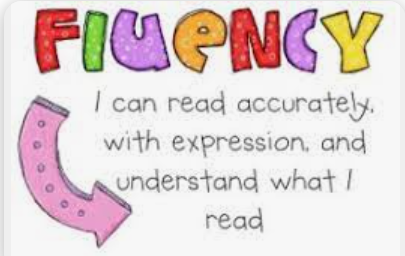 FLUENCY
I can read accurately,
with expression, and
understand what I
read